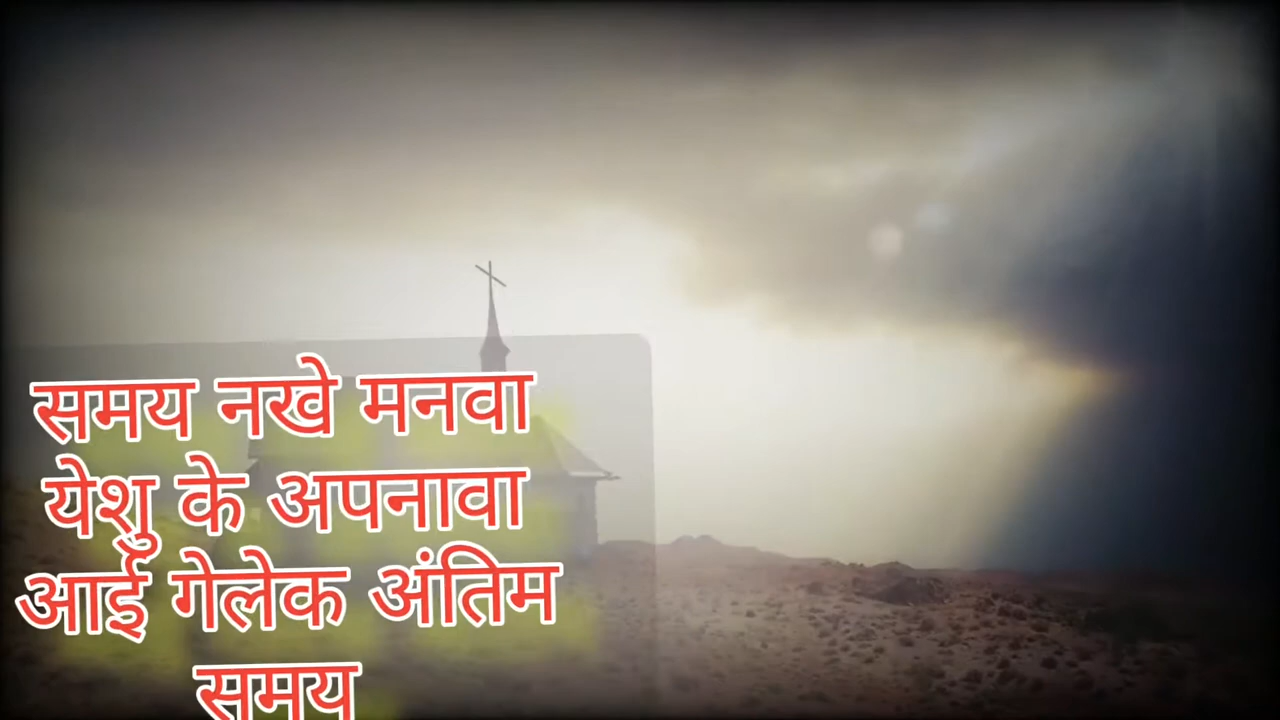 समय नखे मनवा
येशु के अपनावा
आई गेलेक अंतिम
समय